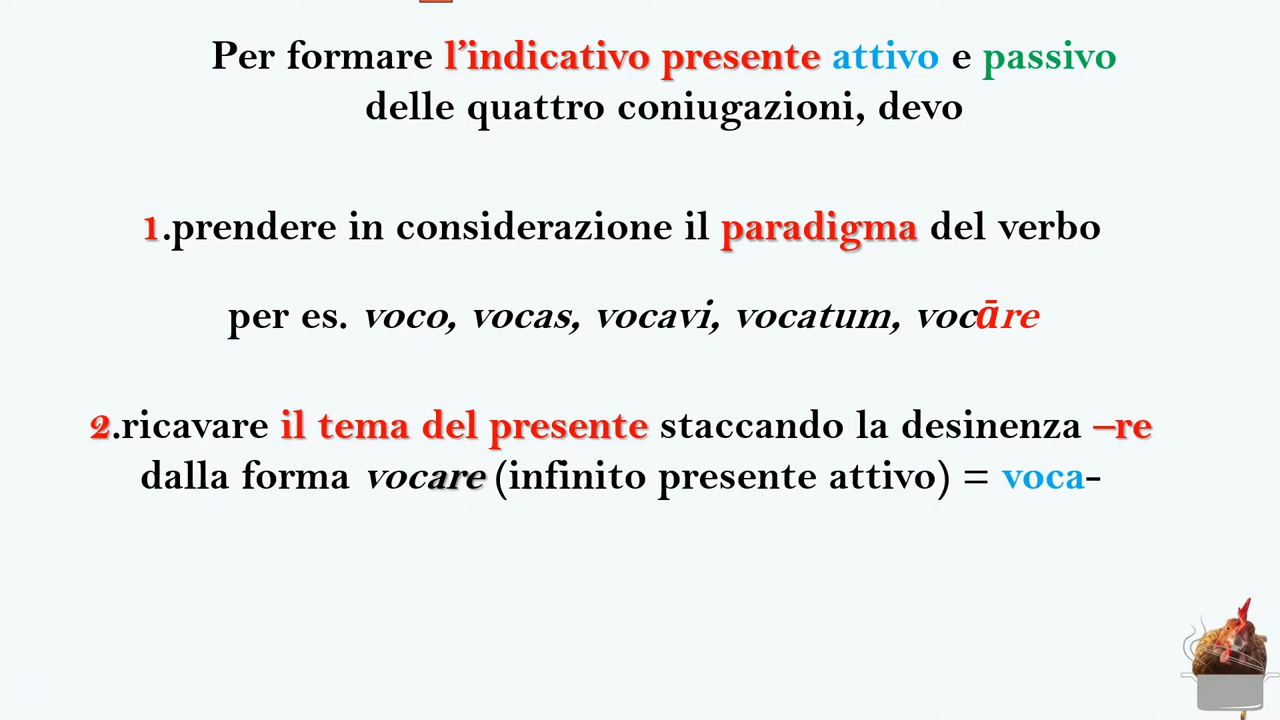 Per formare l’indicativo presente attivo e passivo
delle quattro coniugazioni, devo
1.prendere in considerazione il paradigma del verbo
per es. voco, vocas, vocavi, vocatum, vocāre
2.ricavare il tema del presente staccando la desinenza –re
dalla forma vocare (infinito presente attivo) = voca-